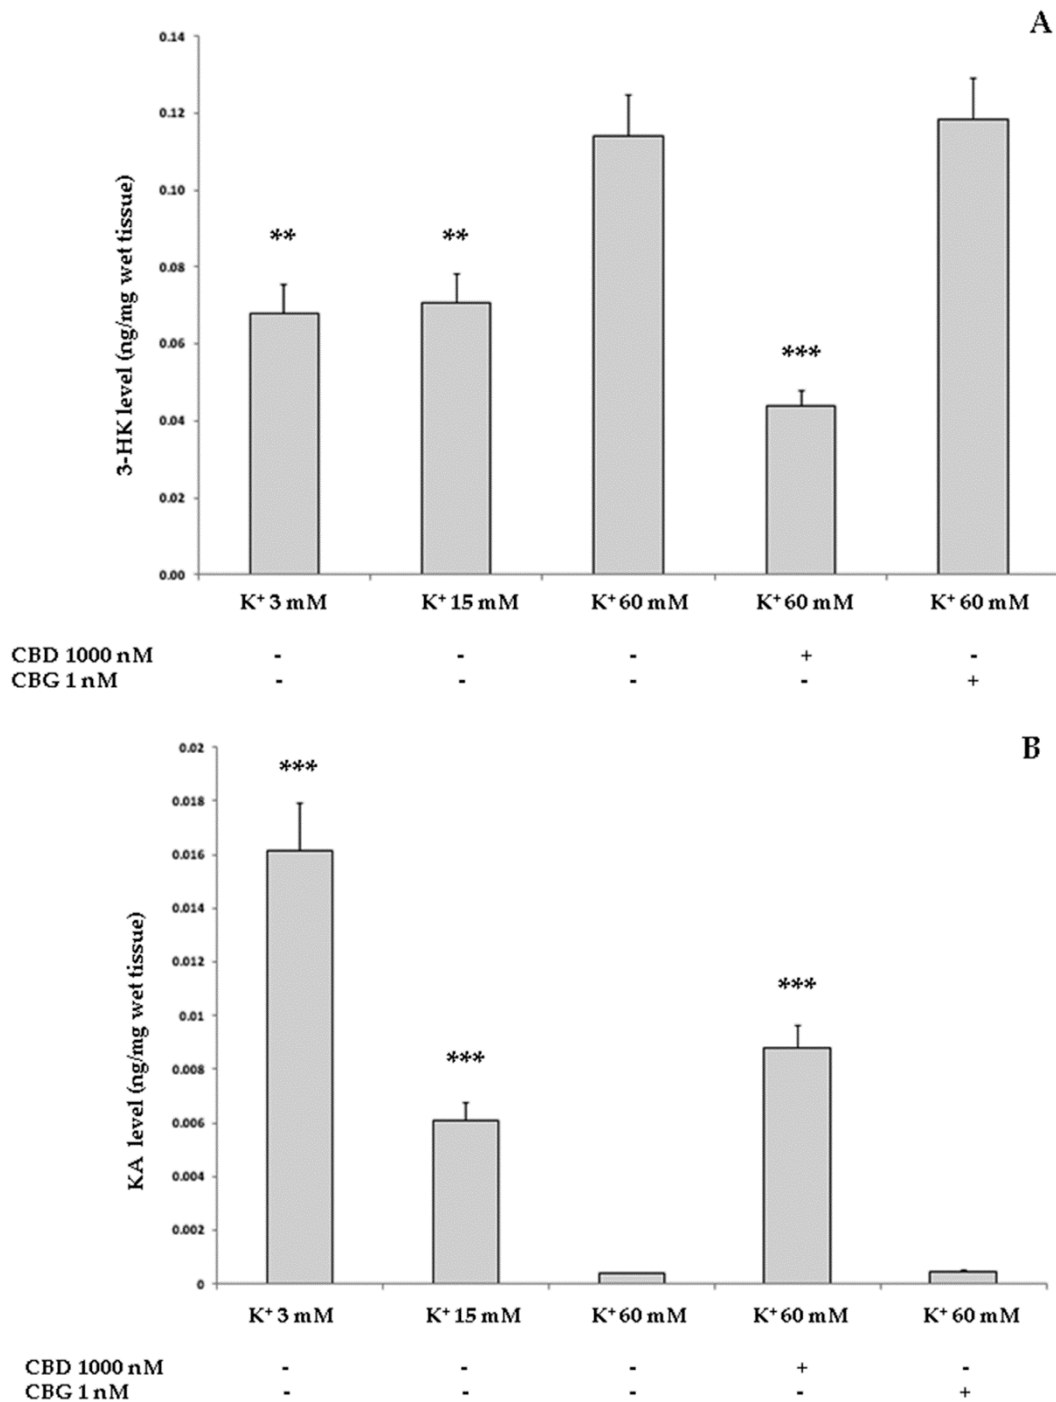 A
0.14
0.12
0.10
0.08
0.06
0.04
0.02
0.00
3-HK level (ng/mg wet tissue)
** ** ***
K+ 3 mM K+ 15 mM K+ 60 mM K+ 60 mM K+ 60 mM
CBD 1000 nM - - - + -
CBG 1 nM - - - - +
B
0.02
0.018
0.016
0.014
0.012
0.01
0.008
0.006
0.004
0.002
0
KA level (ng/mg wet tissue)
*** *** ***
K+ 3 mM K+ 15 mM K+ 60 mM K+ 60 mM K+ 60 mM
CBD 1000 nM - - - + -
CBG 1 nM - - - - +